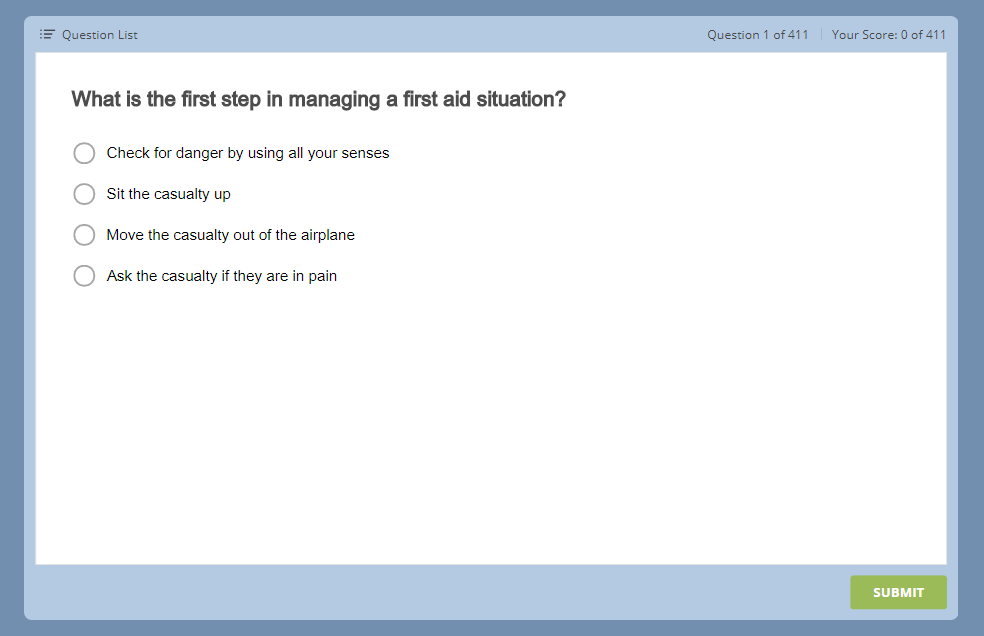 Question List
Question 1 of 411
Your Score: 0 of 411
What is the first step in managing a first aid situation?
Check for danger by using all your senses
Sit the casualty up
Move the casualty out of the airplane
Ask the casualty if they are in pain
SUBMIT